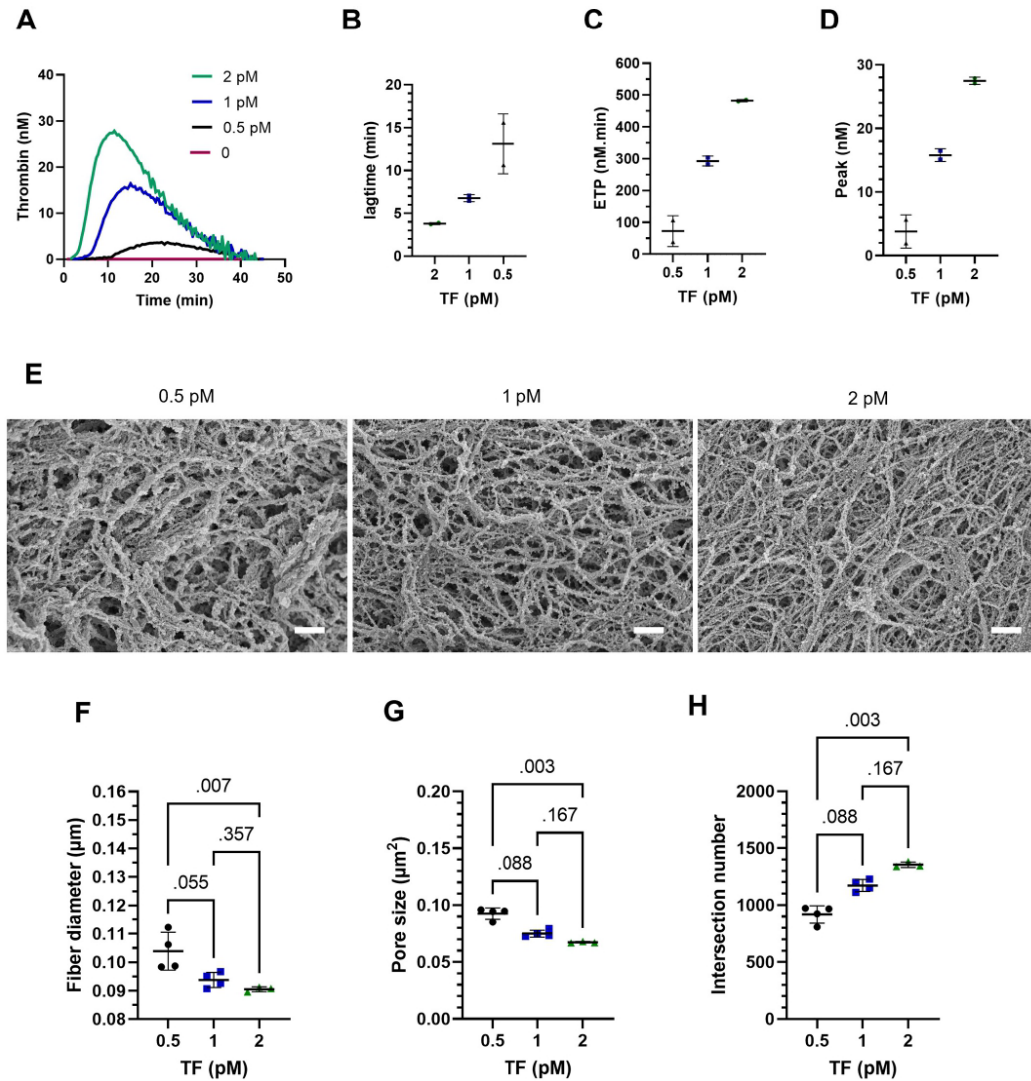 A
Thrombin (nM)
40
30
20
10
0
0 10 20 30 40 50
Time (min)
2 pM
1 pM
0.5 pM
0
B
lagtime (min)
20
15
10
5
0
2 1 0.5
TF (pM)
C
ETP (nM.min)
600
500
400
300
200
100
0
0.5 1 2
TF (pM)
D
Peak (nM)
30
20
10
0
0.5 1 2
TF (pM)
E
0.5 pM 1 pM 2 pM
F
Fiber diameter (µm)
0.16
0.15
0.14
0.13
0.12
0.11
0.10
0.09
0.08
.007
.357
.055
0.5 1 2
TF (pM)
G
Pore size (µm²)
0.20
0.15
0.10
0.05
0.00
.003
.167
.088
0.5 1 2
TF (pM)
H
Intersection number
2000
1500
1000
500
0
.003
.167
.088
0.5 1 2
TF (pM)